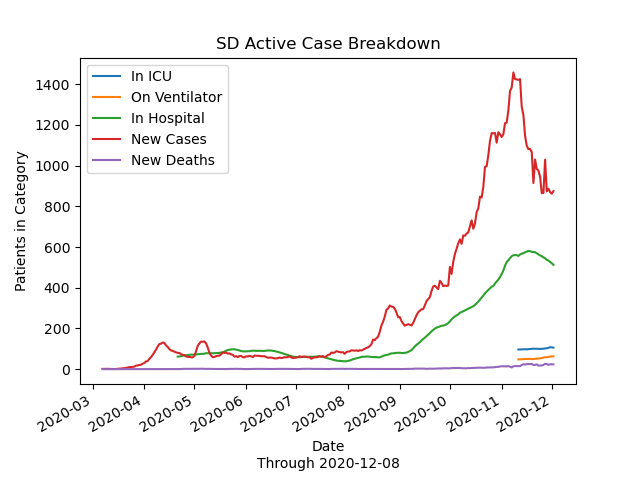 SD Active Case Breakdown
In ICU
On Ventilator
In Hospital
New Cases
New Deaths
Patients in Category
1400
1200
1000
800
600
400
200
0
2020-03
2020-04
2020-05
2020-06
2020-07
2020-08
2020-09
2020-10
2020-11
2020-12
Date
Through 2020-12-08